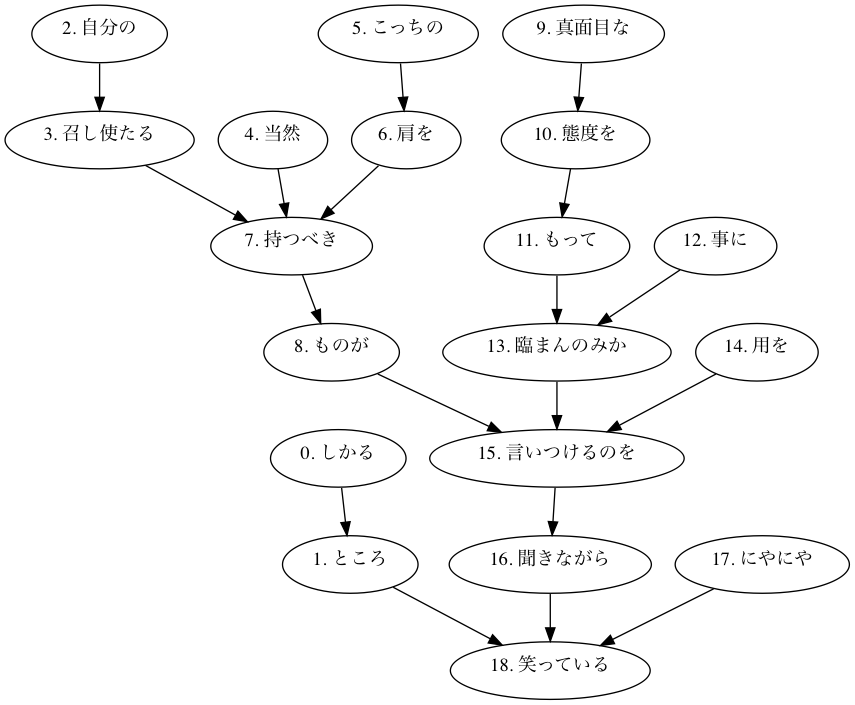 2. 自分の
5. こっちの
9. 真面目な
3. 召し使たる
4. 当然
6. 肩を
10. 態度を
7. 持つべき
11. もって
12. 事に
8. ものが
13. 臨まんのみか
14. 用を
0. しかる
15. 言いつけるのを
1. ところ
16. 聞きながら
17. にやにや
18. 笑っている